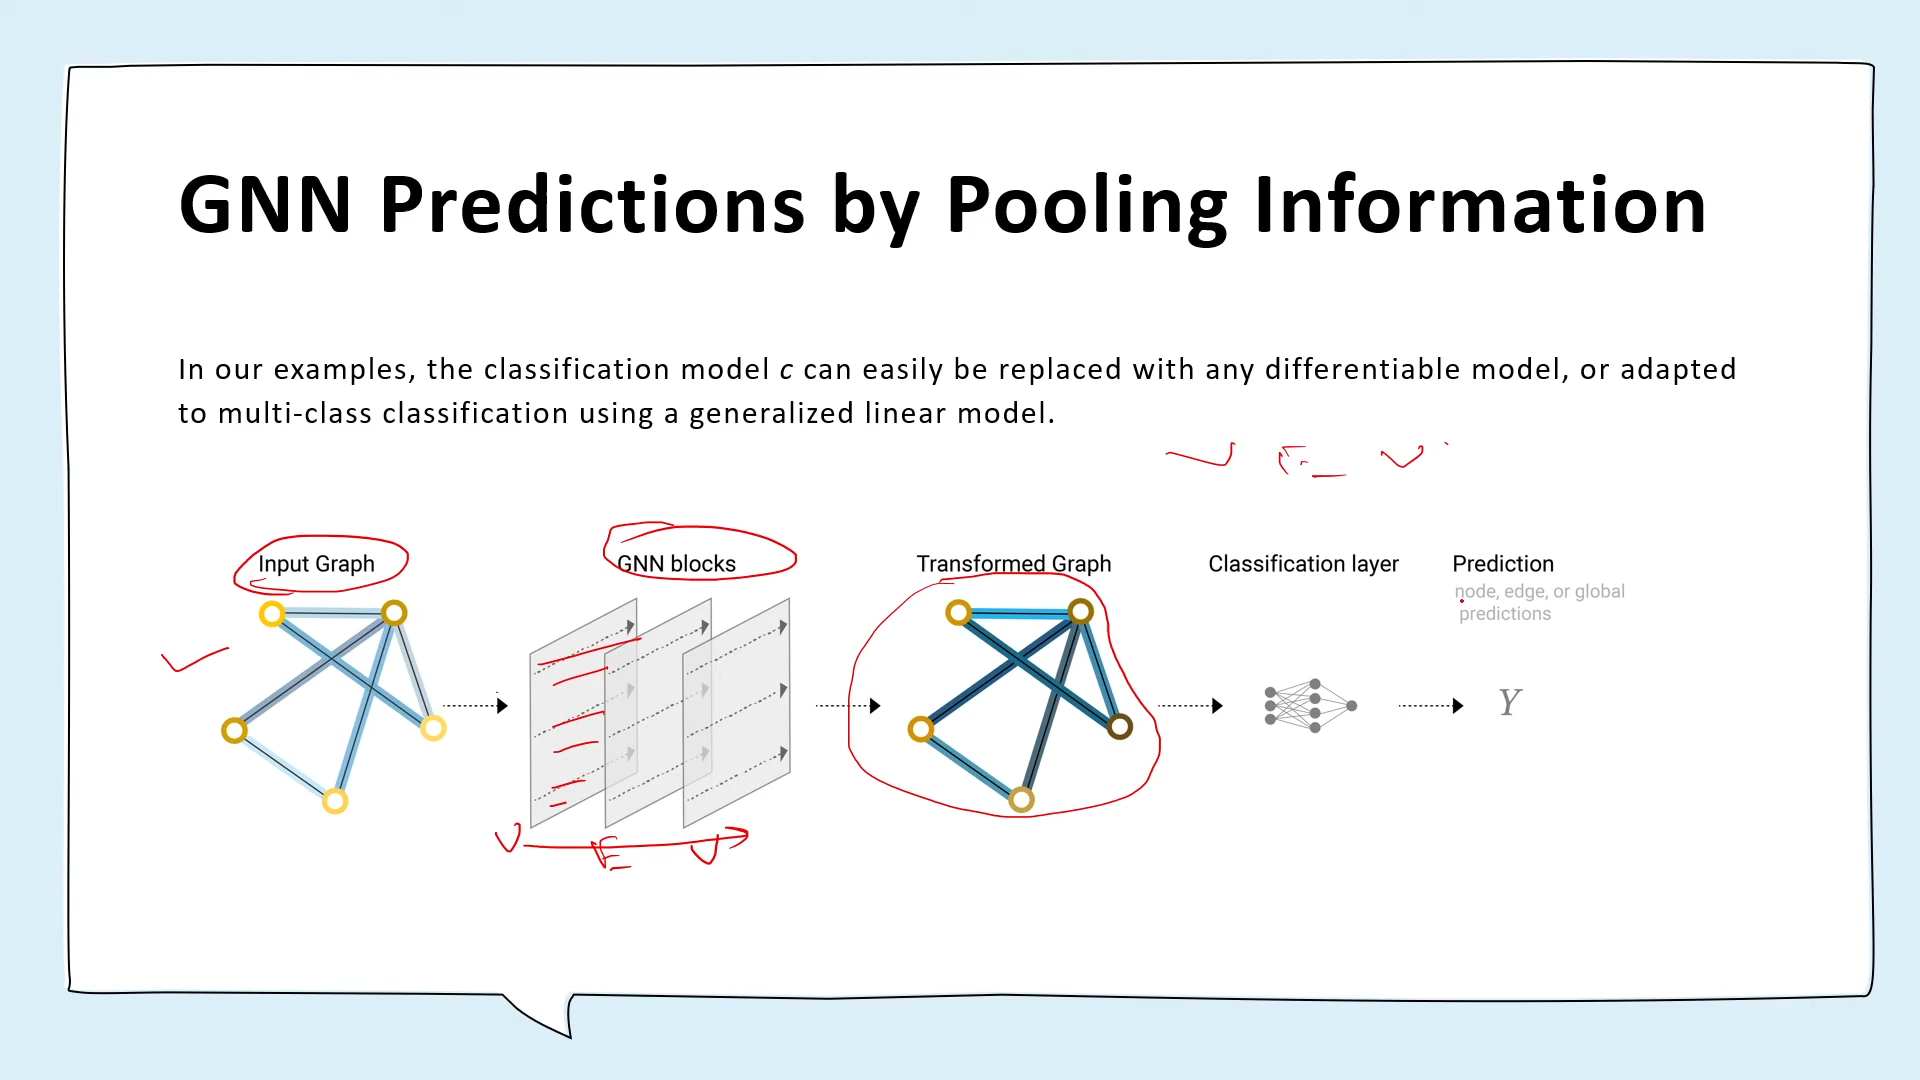 GNN Predictions by Pooling Information
In our examples, the classification model c can easily be replaced with any differentiable model, or adapted
to multi-class classification using a generalized linear model.
V E V
Input Graph
GNN blocks
Transformed Graph
Classification layer
Prediction
node, edge, or global
predictions
Y
V E U